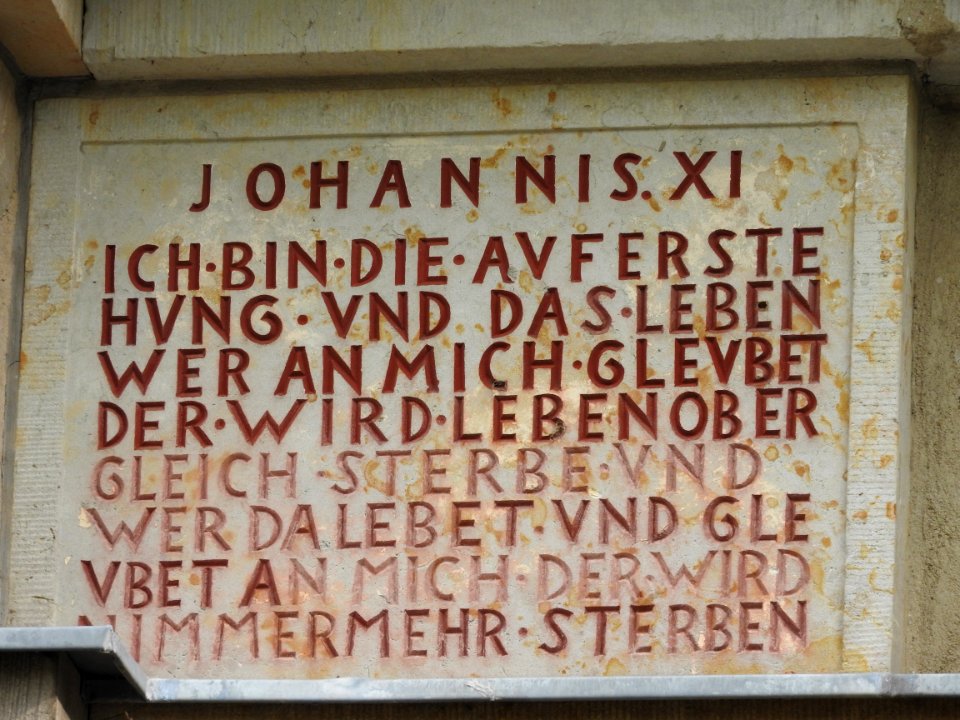 JOHANNIS. XI
ICH·BIN·DIE·AVFERSTE
HVNG·VND DAS·LEBEN
WER AN MICH·GLEVBET
DER·WIRD·LEBEN OBER
GLEICH·STERBE·VND
WER DA LEBET·VND GLE
VBET AN MICH·DER·WIRD
NIMMERMEHR·STERBEN